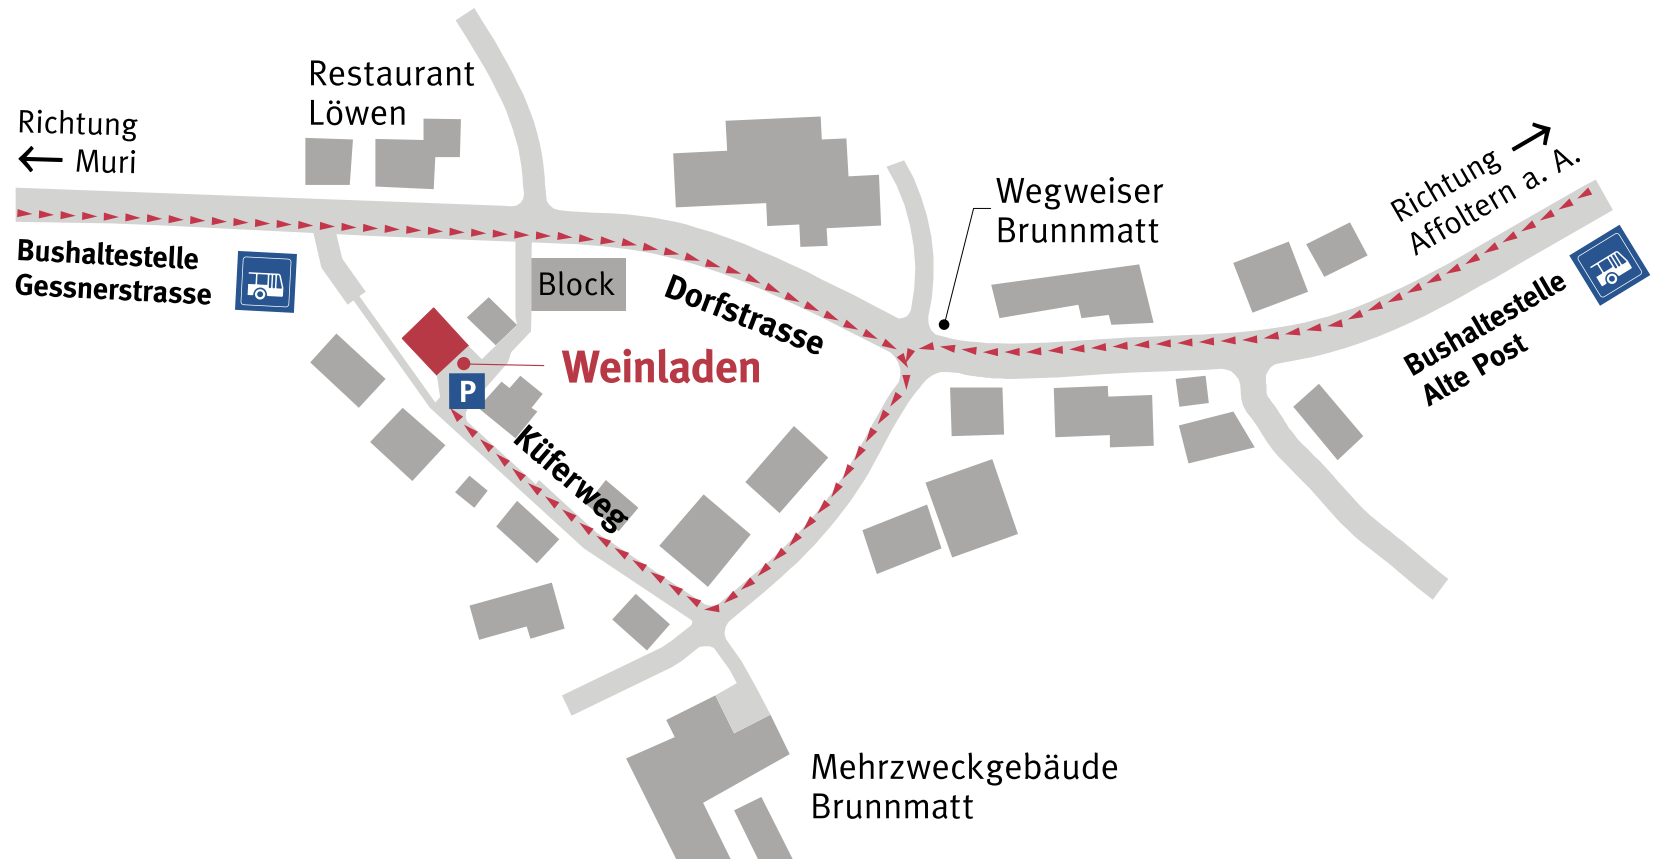 Restaurant
Löwen
Richtung
Muri
Bushaltestelle
Gessnerstrasse
Block
Dorfstrasse
Wegweiser
Brunnmatt
Richtung
Affoltern a. A.
Bushaltestelle
Alte Post
Weinladen
P
Küferweg
Mehrzweckgebäude
Brunnmatt